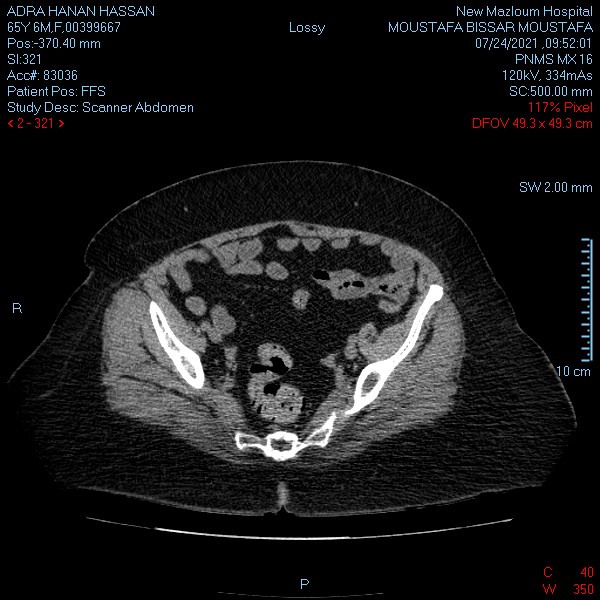 ADRA HANAN HASSAN
65Y 6M,F,00399667
Pos:-370.40 mm
SI:321
Acc#: 83036
Patient Pos: FFS
Study Desc: Scanner Abdomen
< 2 - 321 >
Lossy
New Mazloum Hospital
MOUSTAFA BISSAR MOUSTAFA
07/24/2021 ,09:52:01
PNMS MX 16
120kV, 334mAs
SC:500.00 mm
117% Pixel
DFOV 49.3 x 49.3 cm
SW 2.00 mm
R
10 cm
P
C 40
W 350